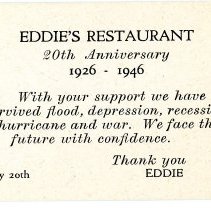 EDDIE'S RESTAURANT
20th Anniversary
1926 - 1946
With your support we have
rvived flood, depression, recessi
hurricane and war. We face th
future with confidence.
Thank you
y 20th EDDIE